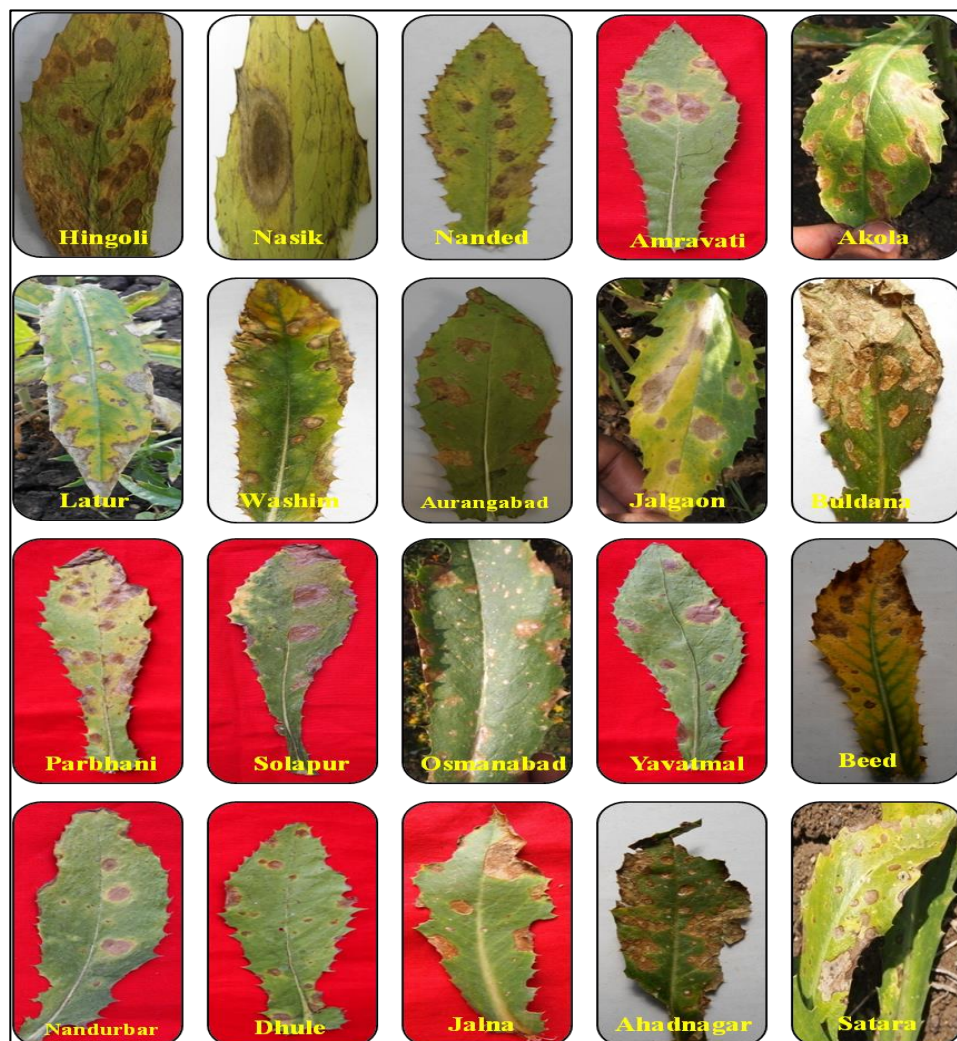 Hingoli
Nasik
Nanded
Amravati
Akola
Latur
Washim
Aurangabad
Jalgaon
Buldana
Parbhani
Solapur
Osmanabad
Yavatmal
Beed
Nandurbar
Dhule
Jalna
Ahadnagar
Satara